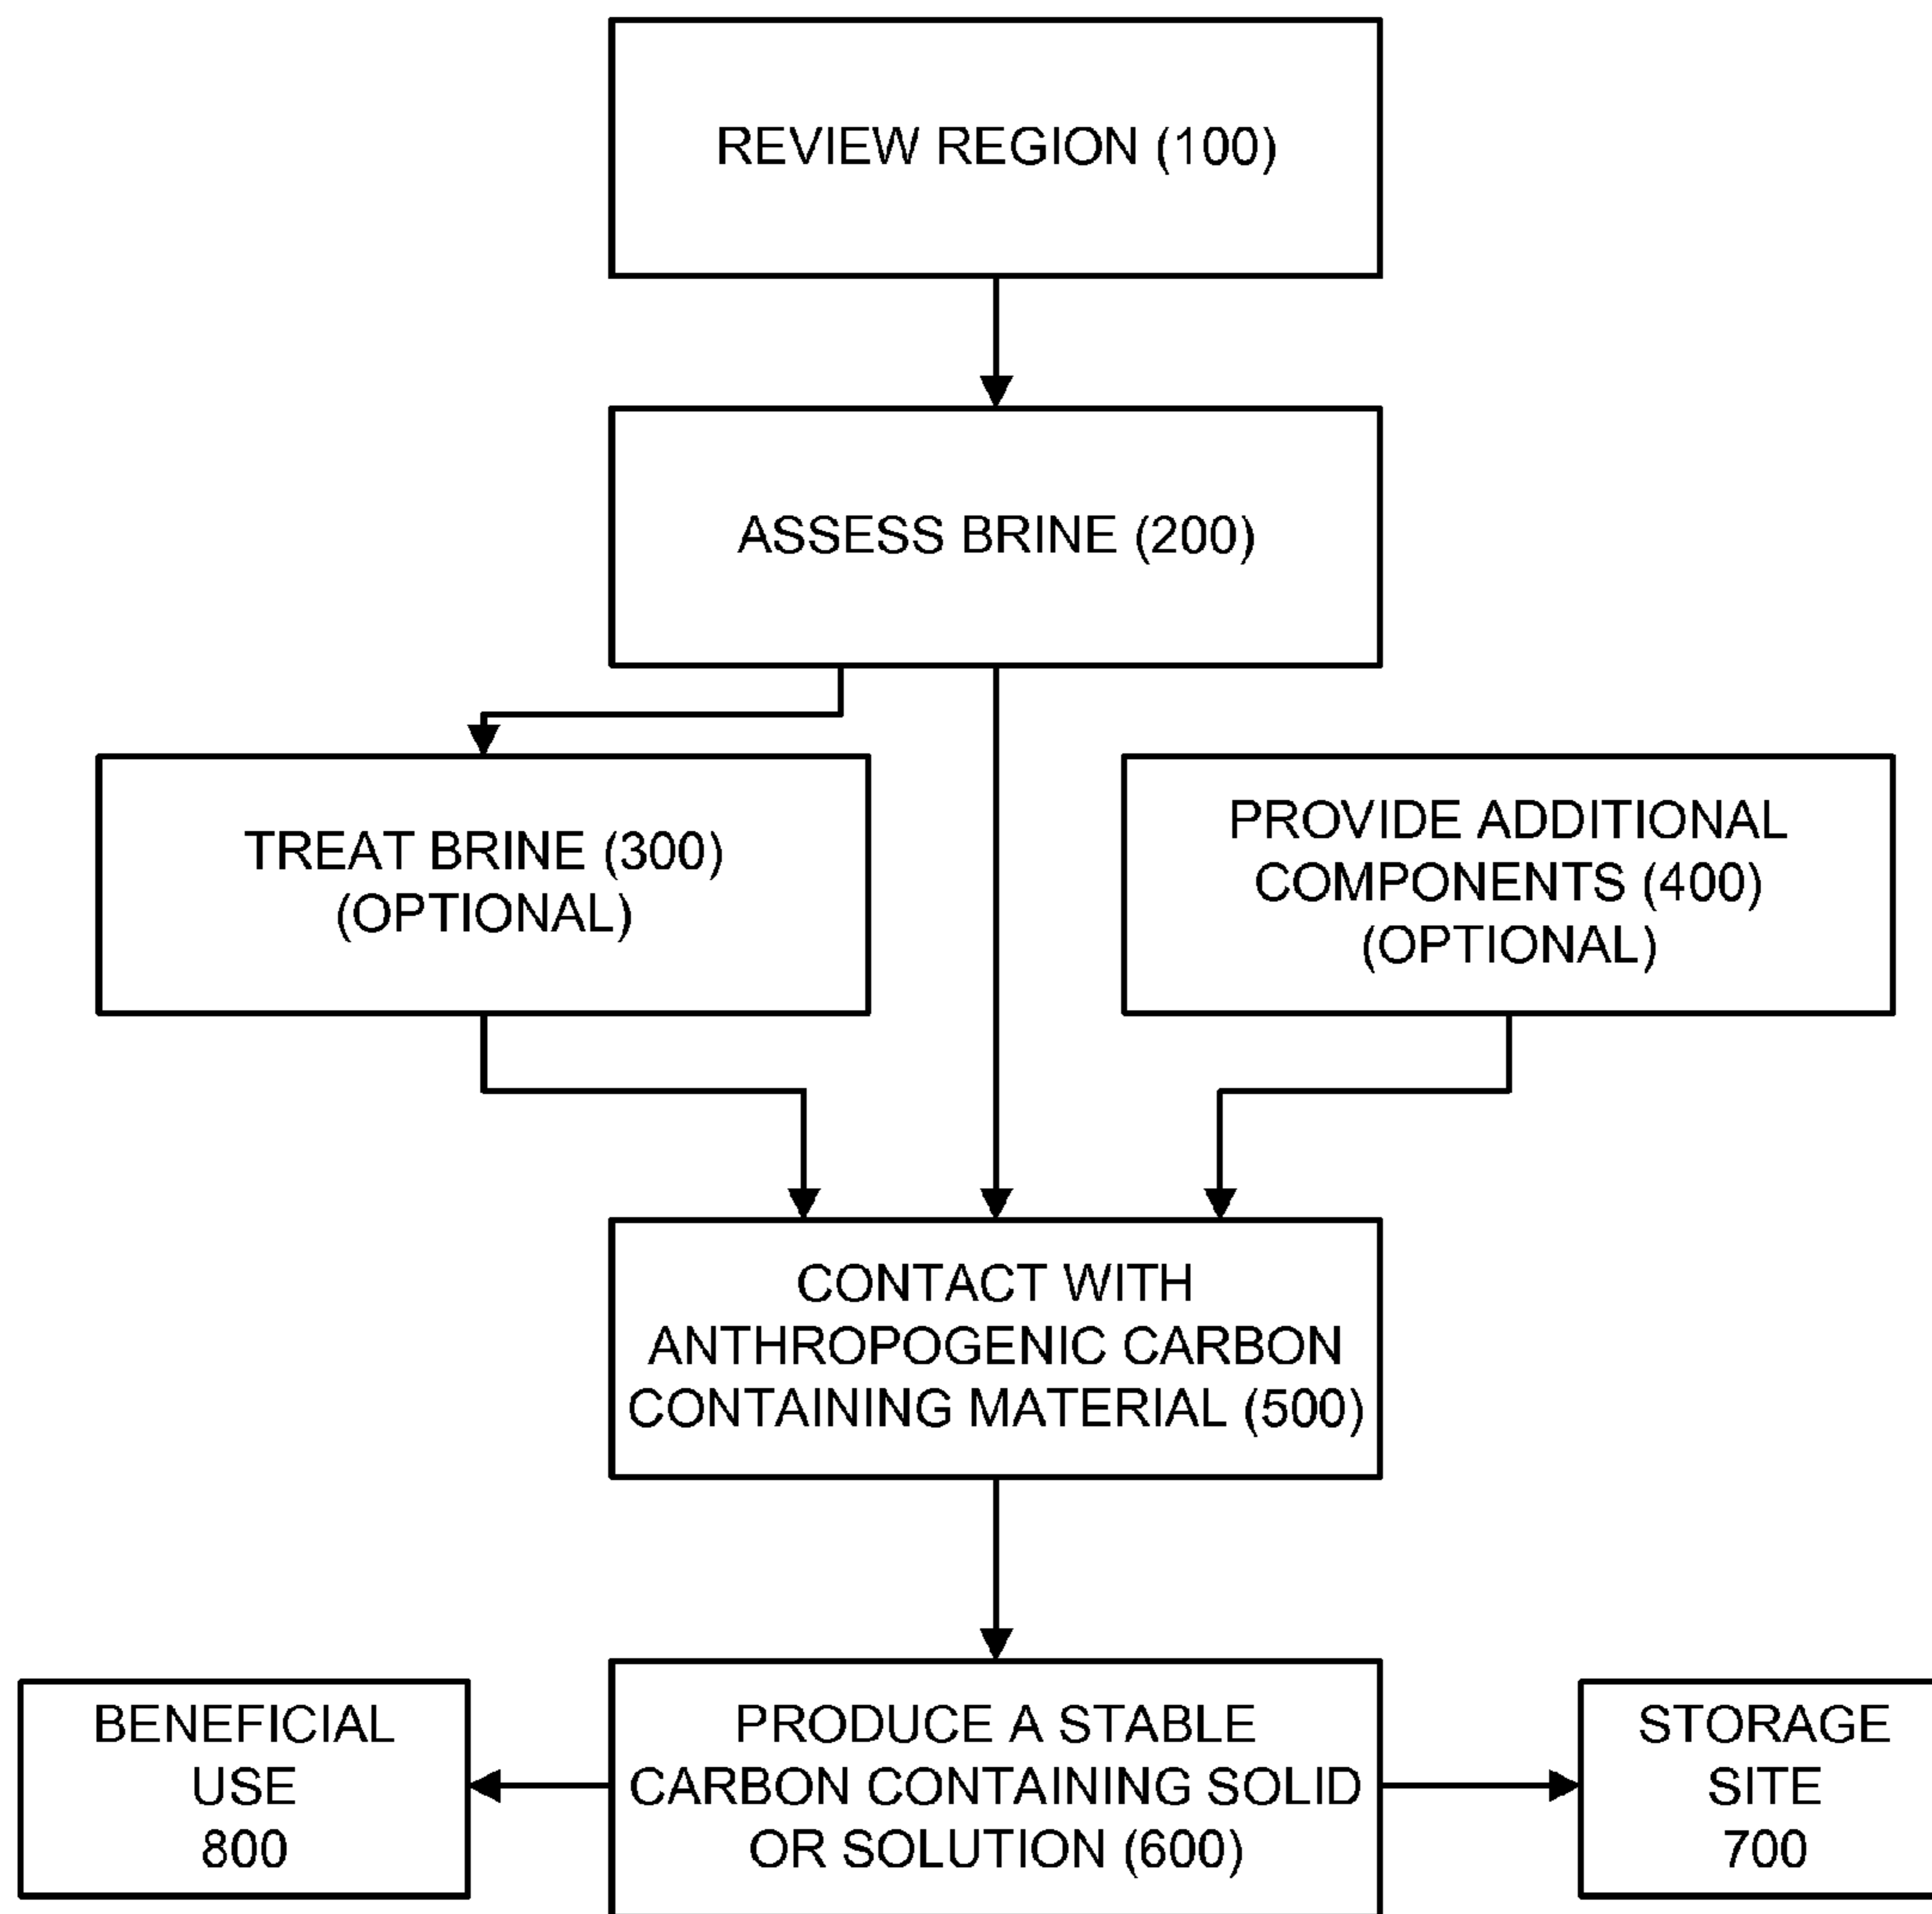 REVIEW REGION (100)
ASSESS BRINE (200)
TREAT BRINE (300)
(OPTIONAL)
PROVIDE ADDITIONAL
COMPONENTS (400)
(OPTIONAL)
CONTACT WITH
ANTHROPOGENIC CARBON
CONTAINING MATERIAL (500)
BENEFICIAL
USE
800
PRODUCE A STABLE
CARBON CONTAINING SOLID
OR SOLUTION (600)
STORAGE
SITE
700